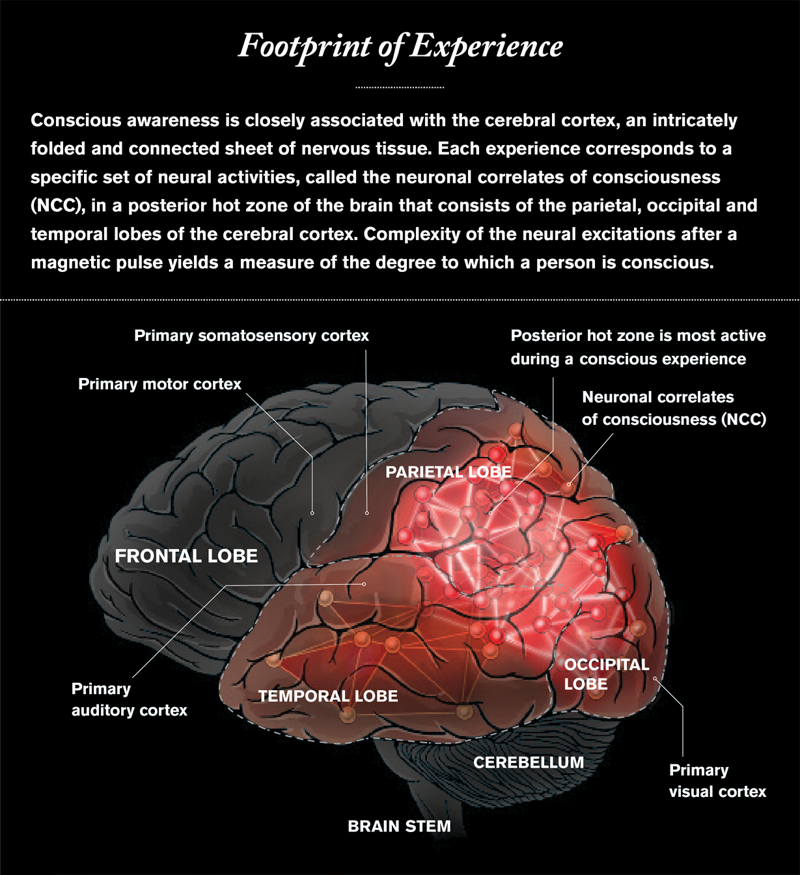 Footprint of Experience
Conscious awareness is closely associated with the cerebral cortex, an intricately
folded and connected sheet of nervous tissue. Each experience corresponds to a
specific set of neural activities, called the neuronal correlates of consciousness
(NCC), in a posterior hot zone of the brain that consists of the parietal, occipital and
temporal lobes of the cerebral cortex. Complexity of the neural excitations after a
magnetic pulse yields a measure of the degree to which a person is conscious.
Primary somatosensory cortex
Posterior hot zone is most active
during a conscious experience
Primary motor cortex
Neuronal correlates
of consciousness (NCC)
PARIETAL LOBE
FRONTAL LOBE
OCCIPITAL
LOBE
Primary
auditory cortex
TEMPORAL LOBE
CEREBELLUM
Primary
visual cortex
BRAIN STEM